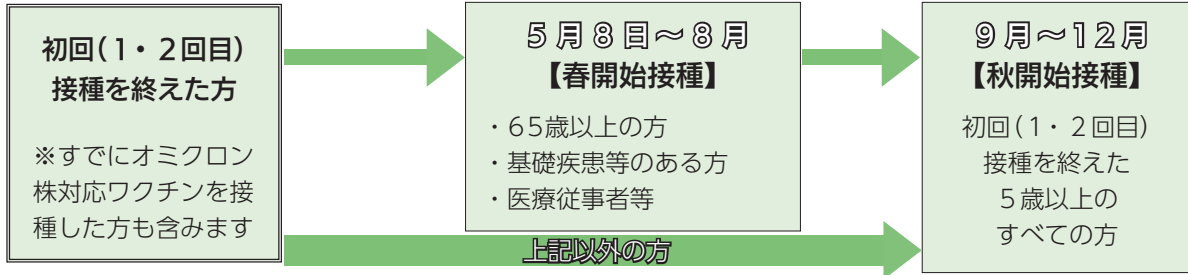 初回(1・2回目)
接種を終えた方
※すでにオミクロン
株対応ワクチンを接
種した方も含みます
5月8日~8月
【春開始接種】
・65歳以上の方
・基礎疾患等のある方
・医療従事者等
9月~12月
【秋開始接種】
初回(1・2回目)
接種を終えた
5歳以上の
すべての方
上記以外の方